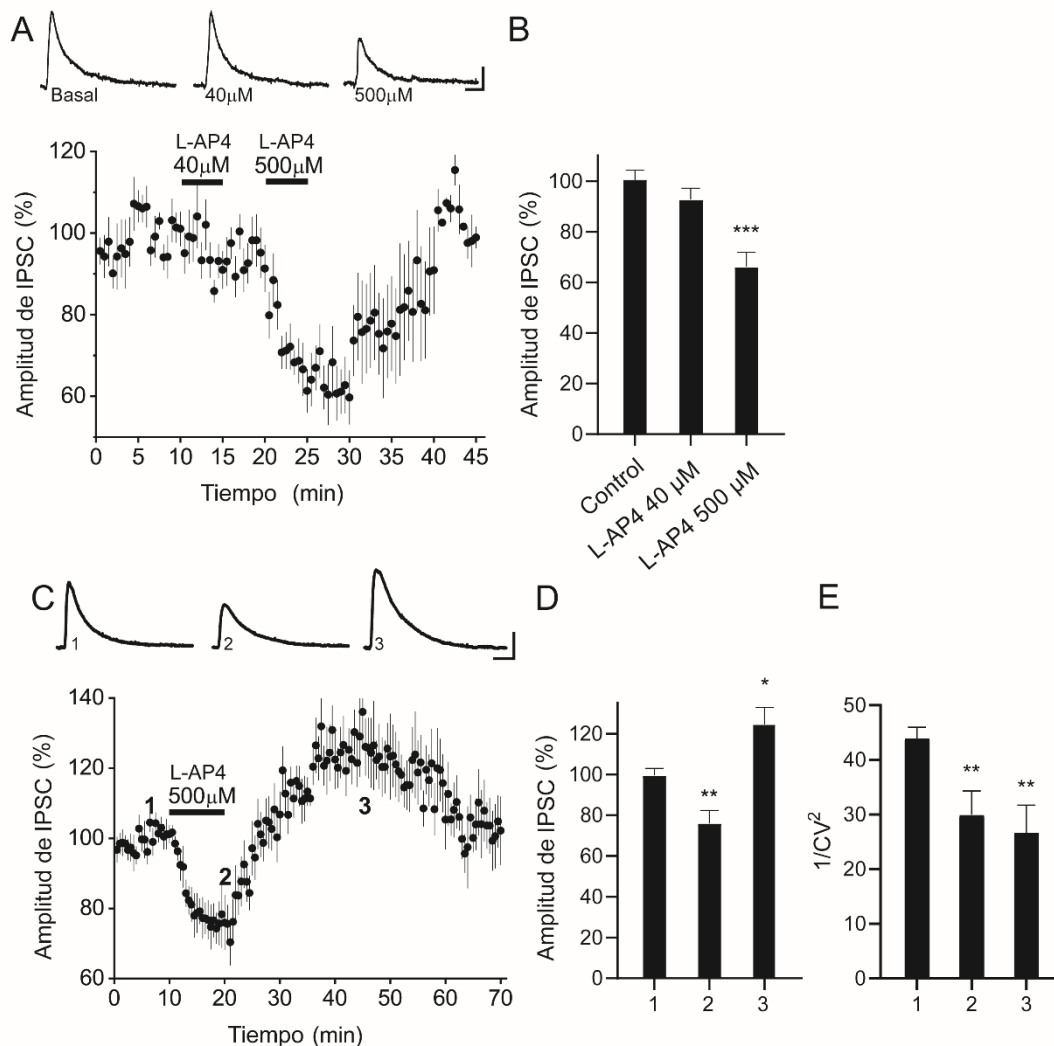 A
Basal
40μM
500μM
L-AP4
40μM
L-AP4
500μM
Amplitud de IPSC (%)
120
100
80
60
0 5 10 15 20 25 30 35 40 45
Tiempo (min)
B
Amplitud de IPSC (%)
100
80
60
40
20
0
***
Control
L-AP4 40 μM
L-AP4 500 μM
C
1
2
3
Amplitud de IPSC (%)
140
120
100
80
60
L-AP4
500μM
1
2
3
0 10 20 30 40 50 60 70
Tiempo (min)
D
Amplitud de IPSC (%)
120
100
80
60
40
20
0
**
*
1 2 3
E
1/CV²
50
40
30
20
10
0
**
**
1 2 3